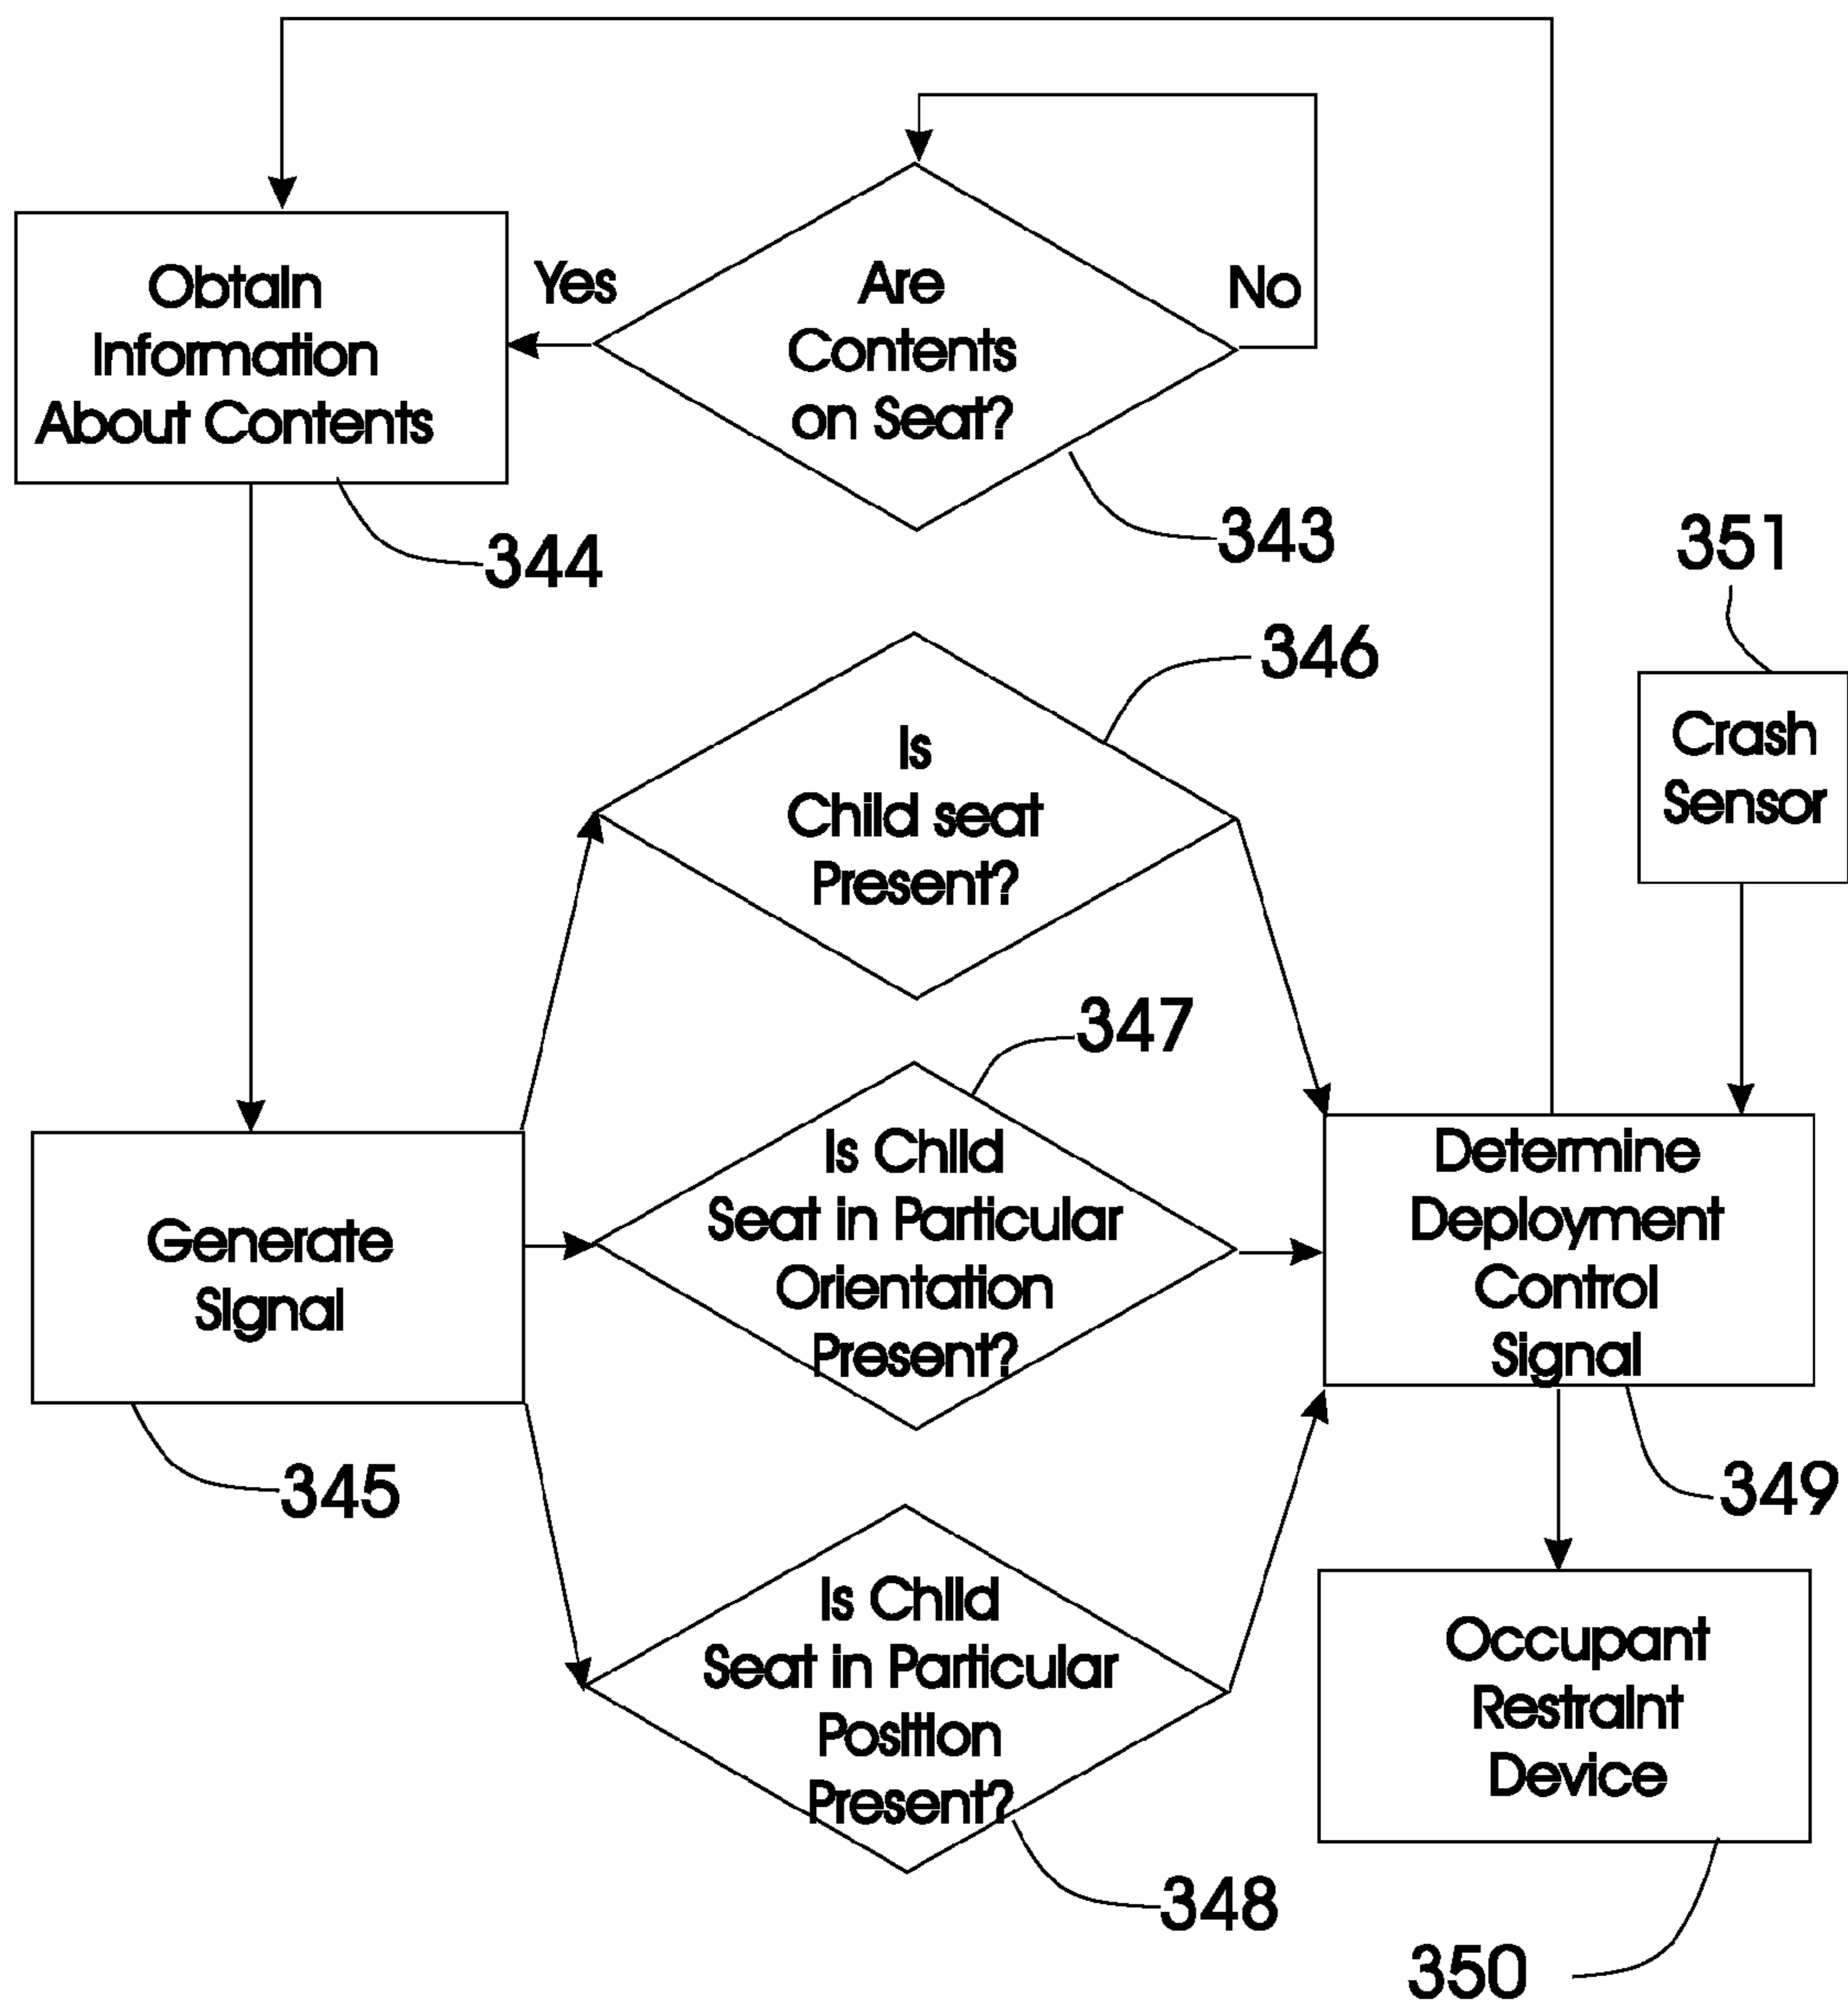 Obtain
Information
About Contents
Yes
Are
Contents
on Seat?
No
344
343
351
346
Is
Child seat
Present?
Crash
Sensor
347
Generate
Signal
Is Child
Seat in Particular
Orientation
Present?
Determine
Deployment
Control
Signal
345
349
Is Child
Seat in Particular
Position
Present?
Occupant
Restraint
Device
348
350